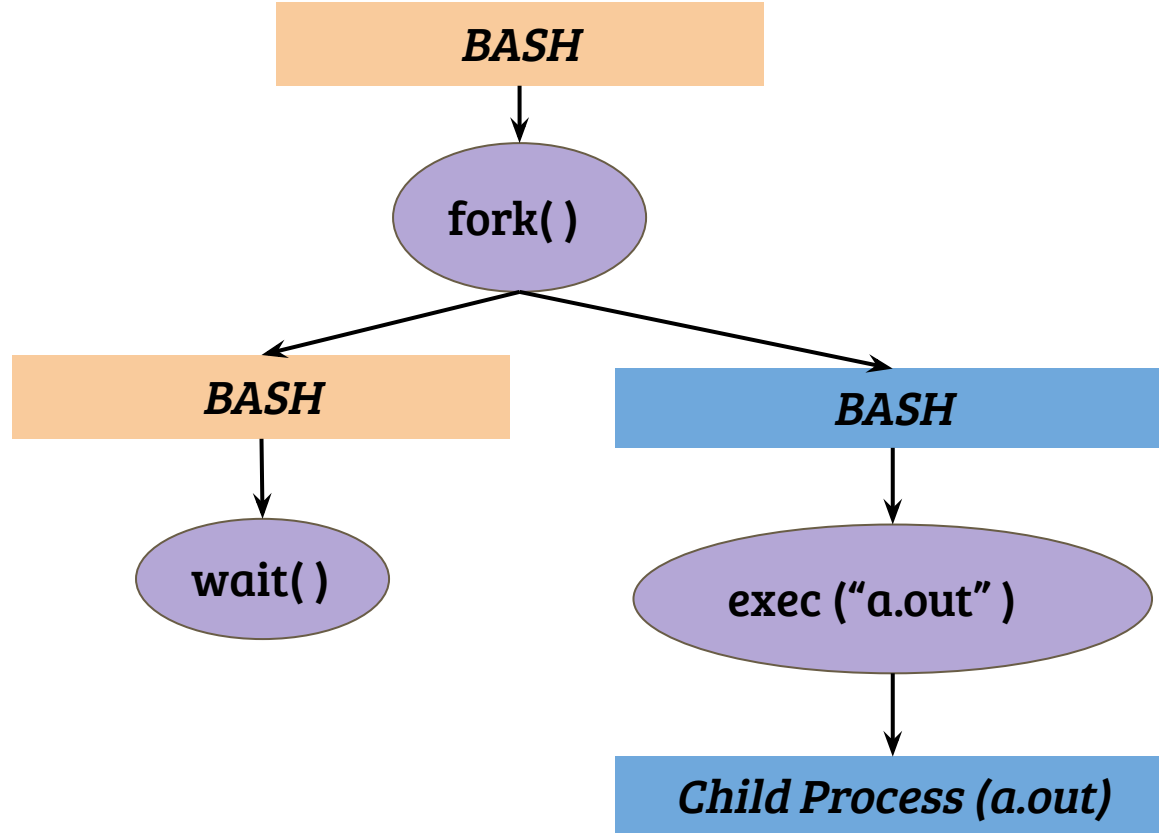 BASH
fork( )
BASH
BASH
wait( )
exec (“a.out” )
Child Process (a.out)